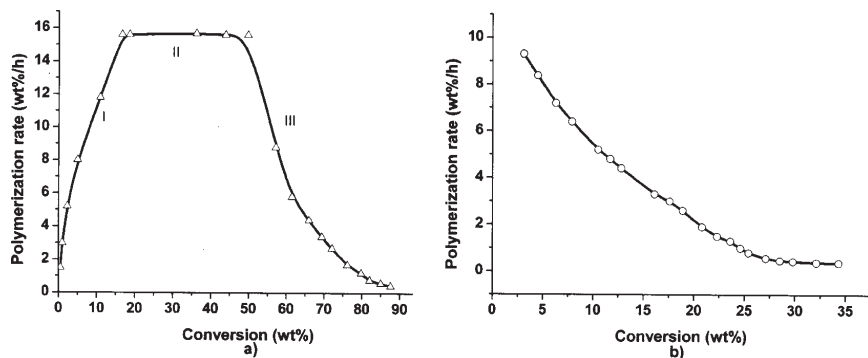 Polymerization rate (wt%/h)
16
14
12
10
8
6
4
2
0
I
II
III
0 10 20 30 40 50 60 70 80 90
Conversion (wt%)
a)
Polymerization rate (wt%/h)
10
8
6
4
2
0
0 5 10 15 20 25 30 35
Conversion (wt%)
b)